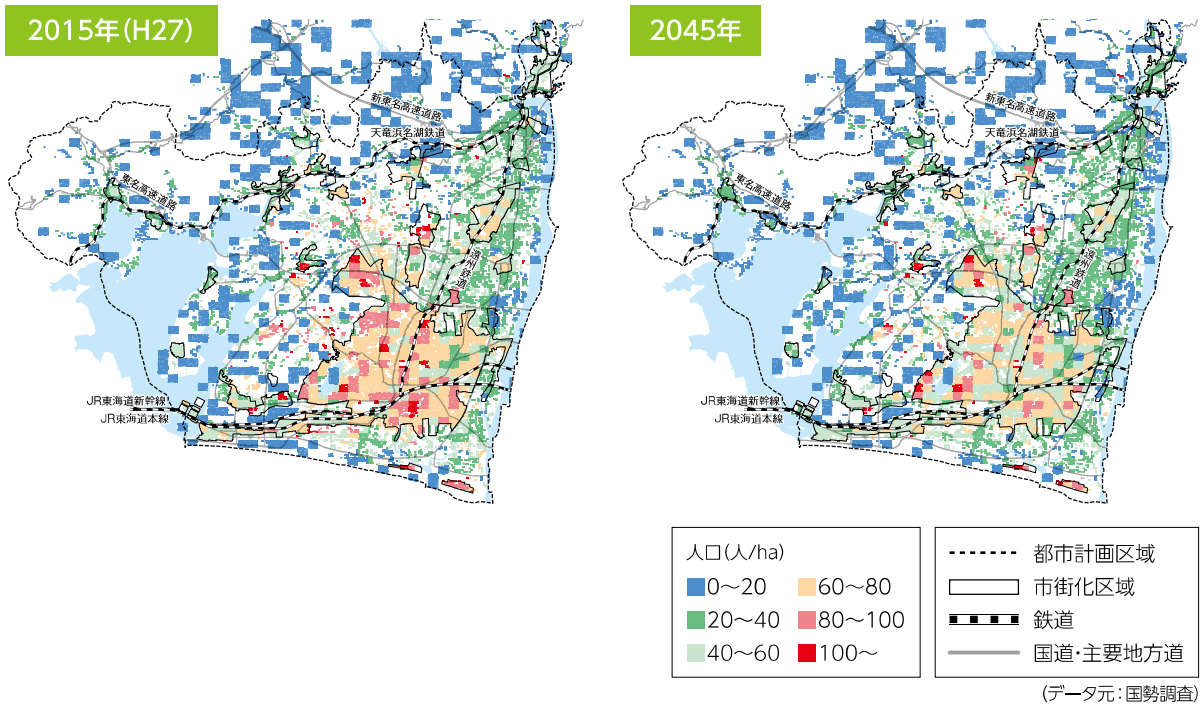 2015年(H27)
新東名高速道路
天竜浜名湖鉄道
東名高速道路
遠州鉄道
JR東海道新幹線
JR東海道本線
2045年
新東名高速道路
天竜浜名湖鉄道
東名高速道路
遠州鉄道
JR東海道新幹線
JR東海道本線
人口(人/ha)
0～20
20～40
40～60
60～80
80～100
100～
都市計画区域
市街化区域
鉄道
国道・主要地方道
(データ元：国勢調査)